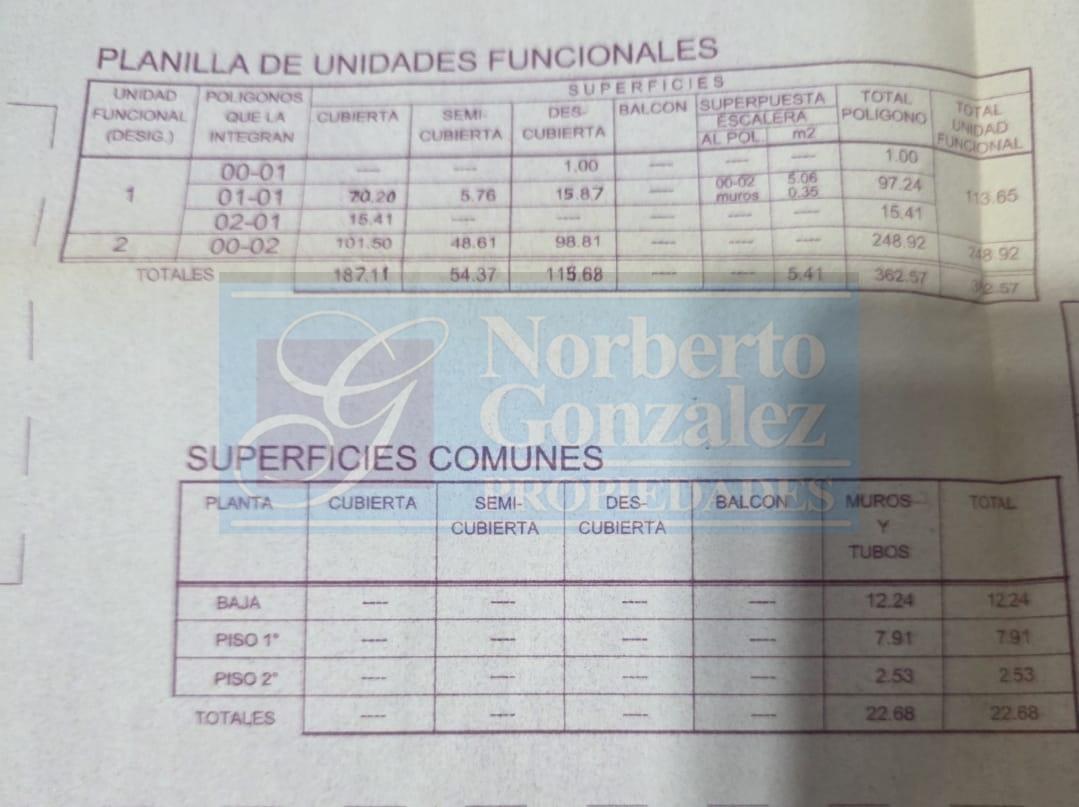 PLANILLA DE UNIDADES FUNCIONALES
UNIDAD FUNCIONAL (DESIG.) POLIGONOS QUE LA INTEGRAN SUPERFICIES
CUBIERTA SEMI-CUBIERTA DES-CUBIERTA BALCON SUPERPUESTA ESCALERA AL POL. m2 TOTAL POLIGONO TOTAL UNIDAD FUNCIONAL
1 00-01 ---- ---- 1.00 ---- ---- ---- 1.00 113.65
01-01 70.20 5.76 15.87 ---- 00-02 5.06 muros 0.35 97.24
02-01 15.41 ---- ---- ---- ---- ---- 15.41
2 00-02 101.50 48.61 98.81 ---- ---- ---- 248.92 248.92
TOTALES 187.11 54.37 115.68 ---- ---- 5.41 362.57 362.57
G Norberto
Gonzalez
PROPIEDADES
SUPERFICIES COMUNES
PLANTA CUBIERTA SEMI-CUBIERTA DES-CUBIERTA BALCON MUROS Y TUBOS TOTAL
BAJA ---- ---- ---- ---- 12.24 12.24
PISO 1° ---- ---- ---- ---- 7.91 7.91
PISO 2° ---- ---- ---- ---- 2.53 2.53
TOTALES ---- ---- ---- ---- 22.68 22.68